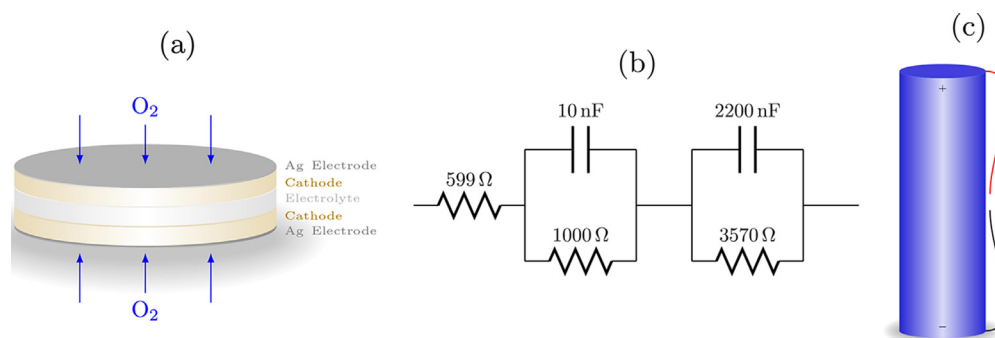 (a)
O₂
Ag Electrode
Cathode
Electrolyte
Cathode
Ag Electrode
O₂
(b)
10 nF
2200 nF
599 Ω
1000 Ω
3570 Ω
(c)
+
−